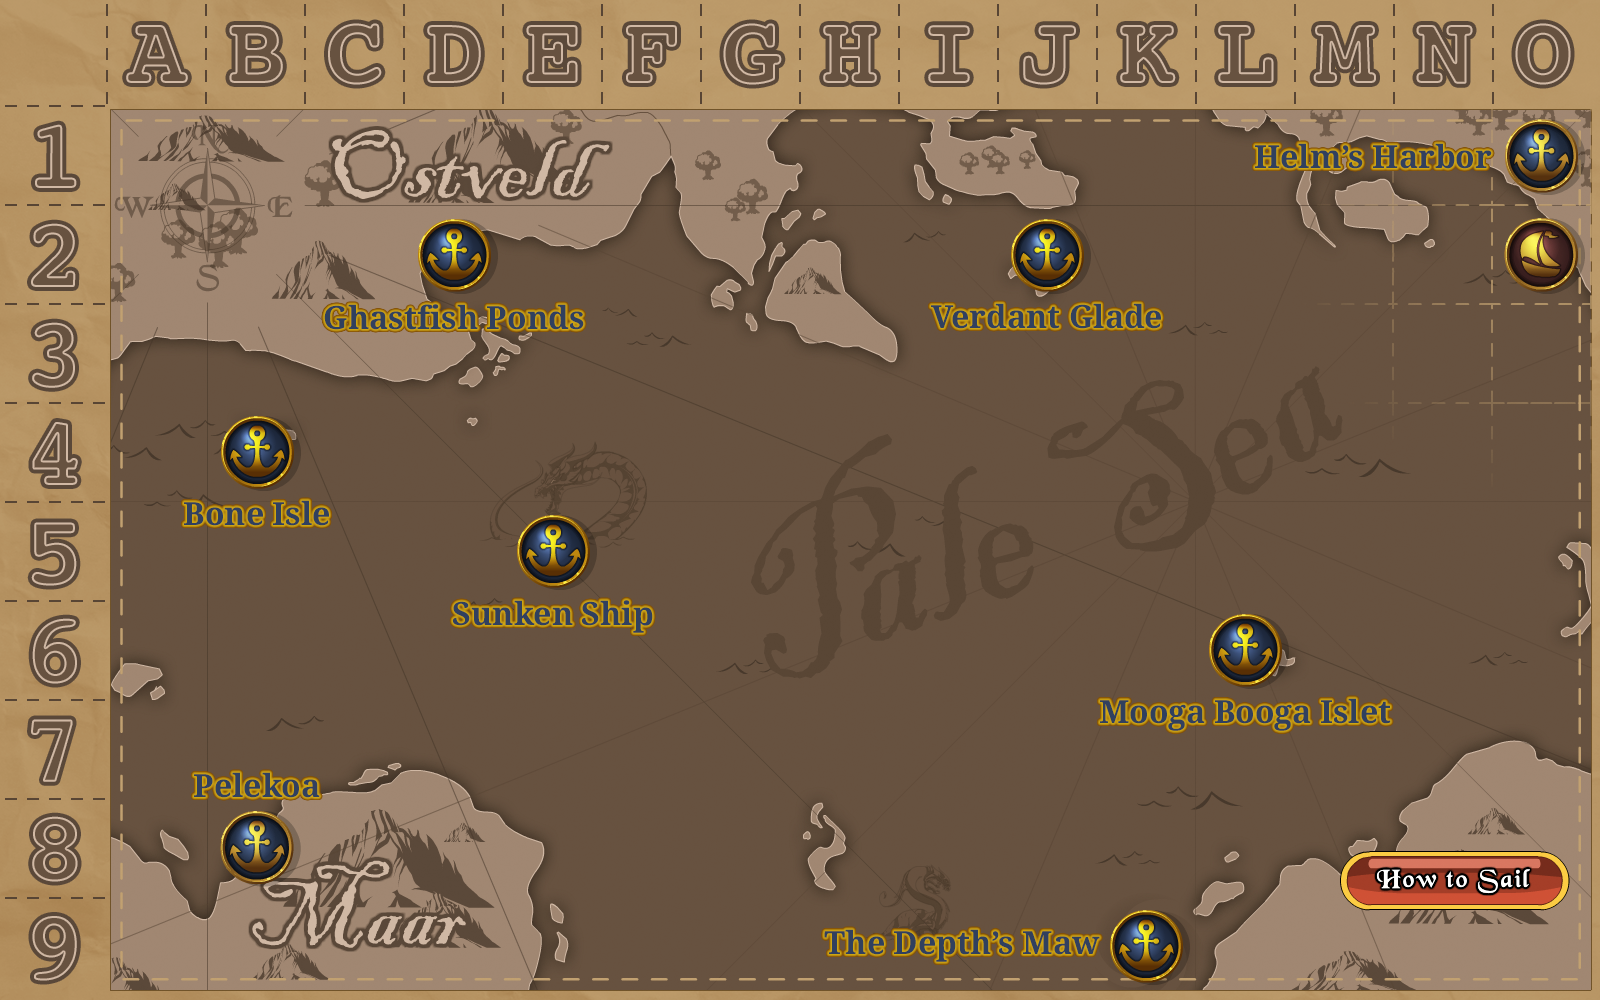 A B C D E F G H I J K L M N O
1
2
3
4
5
6
7
8
9
N
W E
S
Ostveld
Helm's Harbor
Ghastfish Ponds
Verdant Glade
Pale Sea
Bone Isle
Sunken Ship
Mooga Booga Islet
Pelekoa
Maar
How to Sail
The Depth's Maw